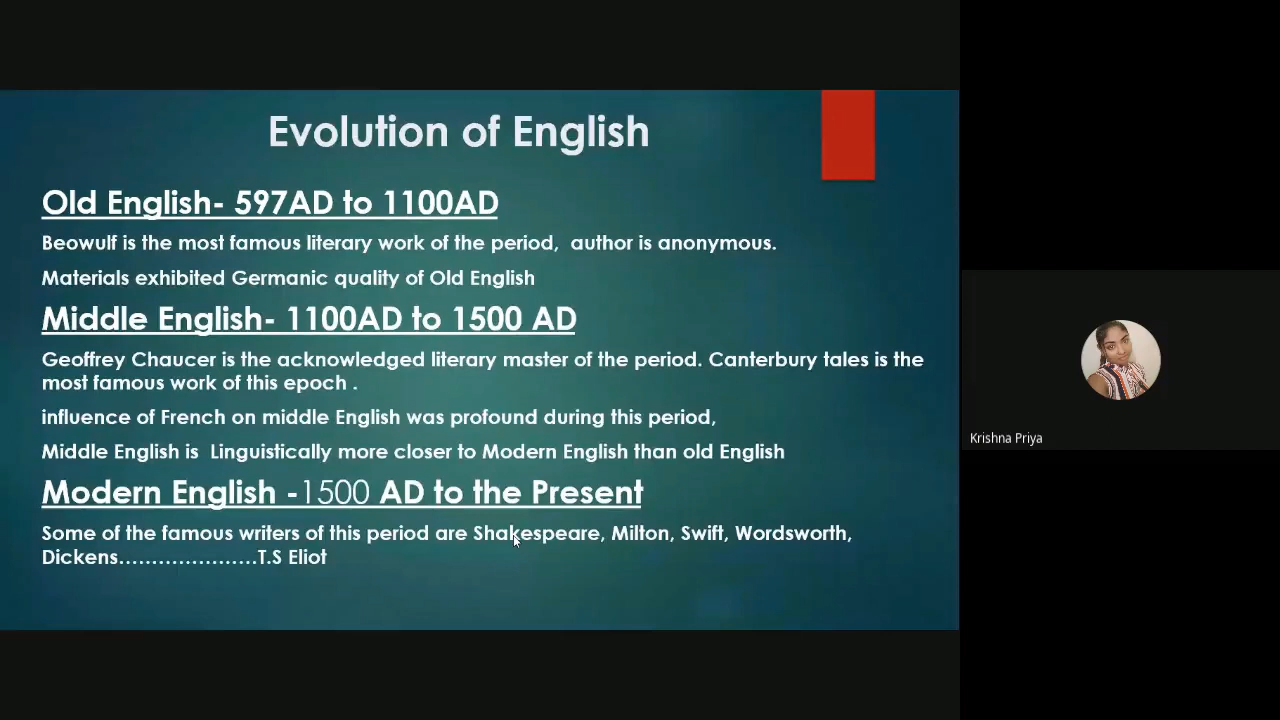 Evolution of English
Old English- 597AD to 1100AD
Beowulf is the most famous literary work of the period,  author is anonymous.
Materials exhibited Germanic quality of Old English
Middle English- 1100AD to 1500 AD
Geoffrey Chaucer is the acknowledged literary master of the period. Canterbury tales is the
most famous work of this epoch .
influence of French on middle English was profound during this period,
Middle English is  Linguistically more closer to Modern English than old English
Modern English -1500 AD to the Present
Some of the famous writers of this period are Shakespeare, Milton, Swift, Wordsworth,
Dickens…………………T.S Eliot
Krishna Priya